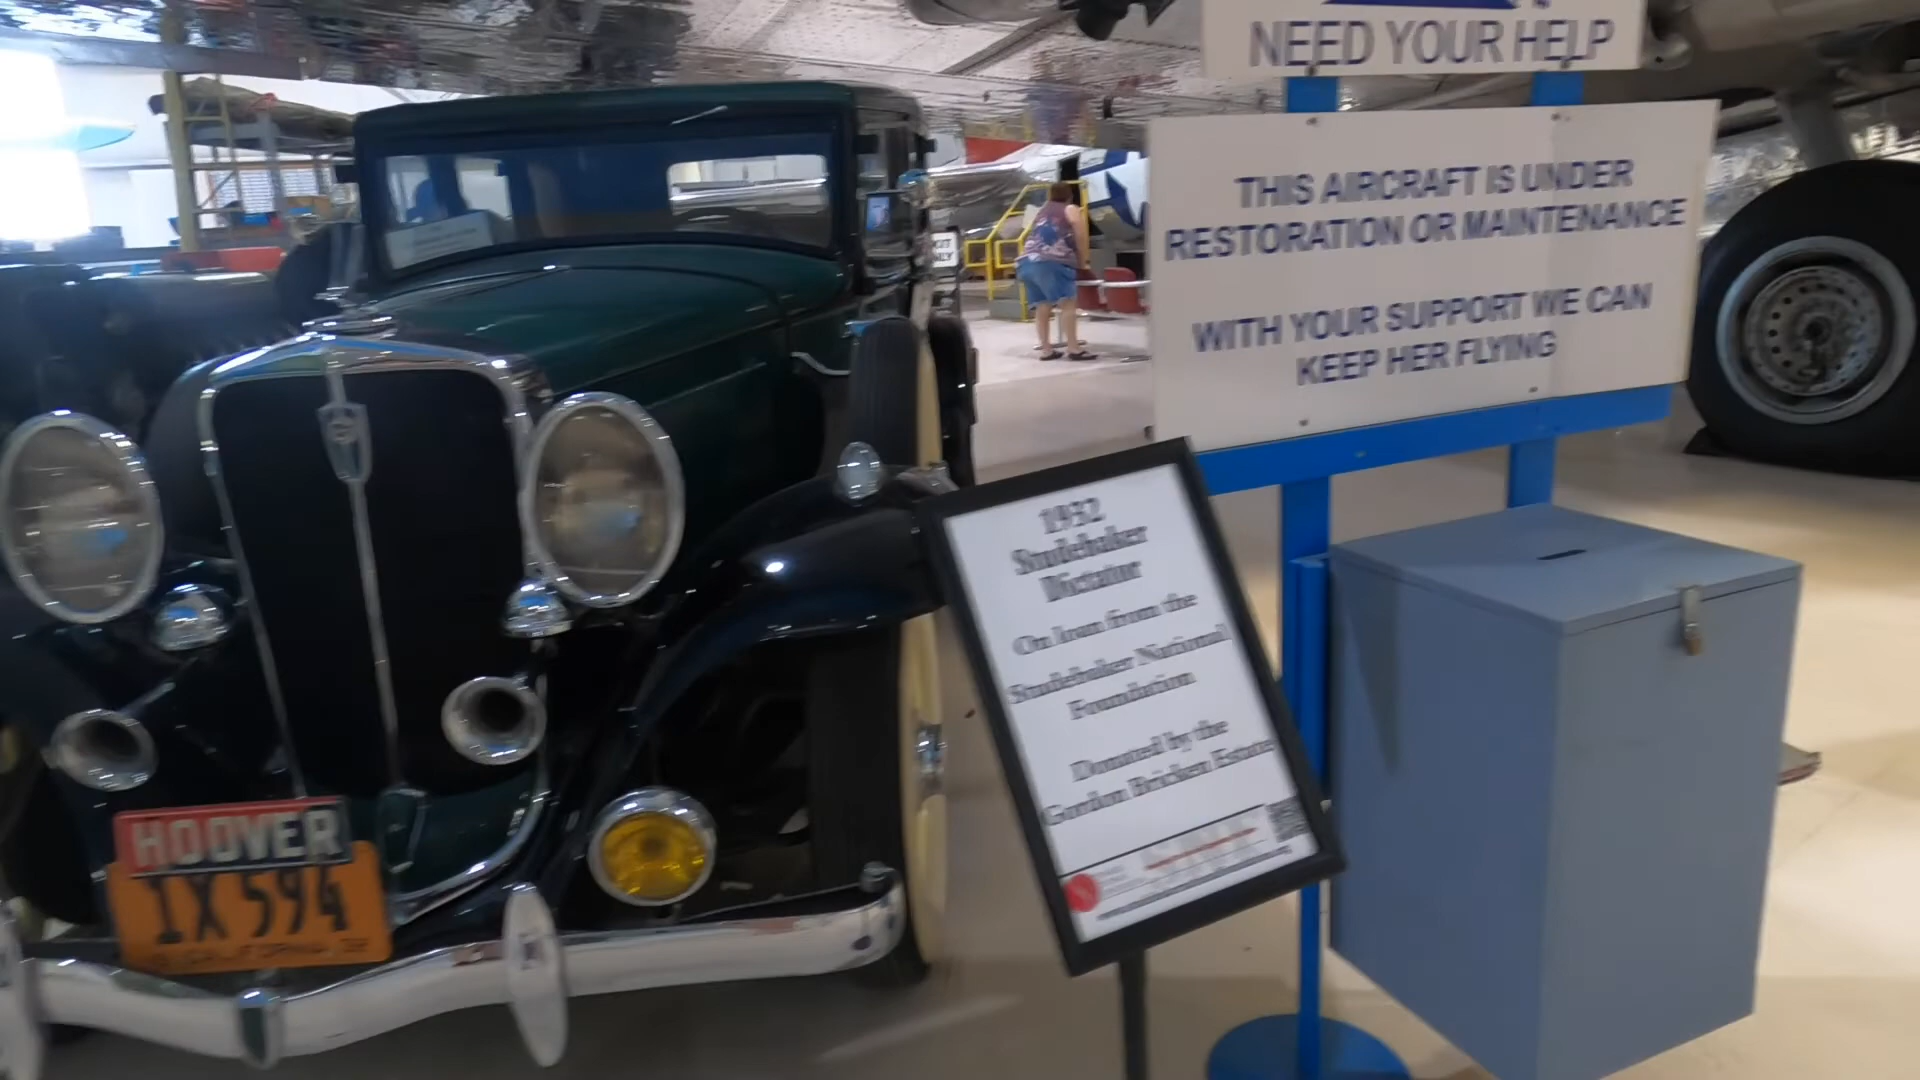 NEED YOUR HELP
THIS AIRCRAFT IS UNDER
RESTORATION OR MAINTENANCE
WITH YOUR SUPPORT WE CAN
KEEP HER FLYING
1932
Studebaker
Dictator
On loan from the
Studebaker National
Foundation
Donated by the
Gordon Bricken Estate
HOOVER
1X 594